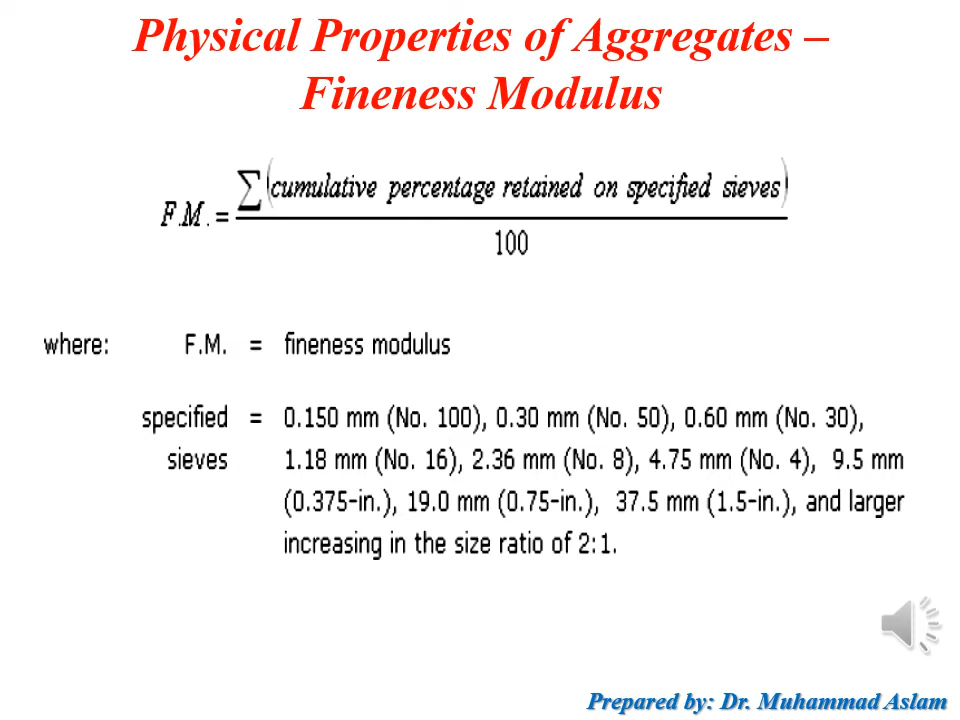 Physical Properties of Aggregates –
Fineness Modulus
F.M. = ∑(cumulative percentage retained on specified sieves)
100
where: F.M. = fineness modulus
specified = 0.150 mm (No. 100), 0.30 mm (No. 50), 0.60 mm (No. 30),
sieves 1.18 mm (No. 16), 2.36 mm (No. 8), 4.75 mm (No. 4), 9.5 mm
(0.375-in.), 19.0 mm (0.75-in.), 37.5 mm (1.5-in.), and larger
increasing in the size ratio of 2:1.
Prepared by: Dr. Muhammad Aslam